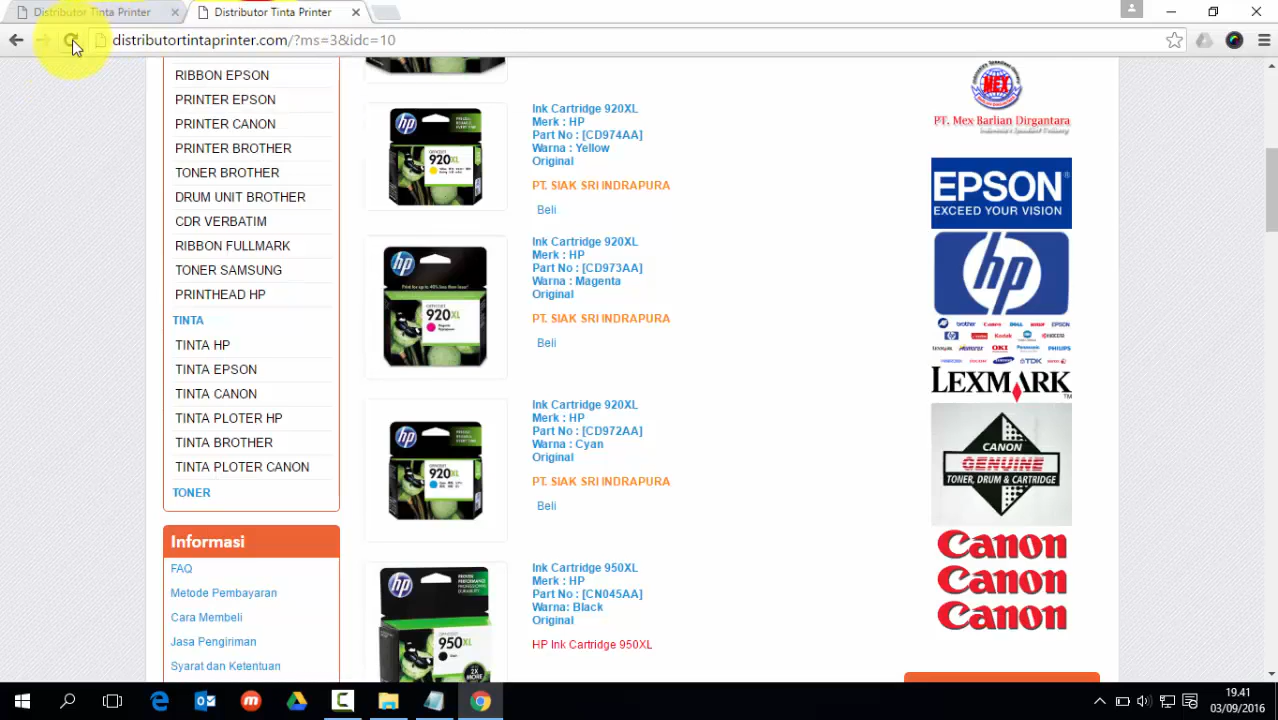 Distributor Tinta Printer
Distributor Tinta Printer
distributortintaprinter.com/?ms=3&idc=10
RIBBON EPSON
PRINTER EPSON
PRINTER CANON
PRINTER BROTHER
TONER BROTHER
DRUM UNIT BROTHER
CDR VERBATIM
RIBBON FULLMARK
TONER SAMSUNG
PRINTHEAD HP
TINTA
TINTA HP
TINTA EPSON
TINTA CANON
TINTA PLOTER HP
TINTA BROTHER
TINTA PLOTER CANON
TONER
Informasi
FAQ
Metode Pembayaran
Cara Membeli
Jasa Pengiriman
Syarat dan Ketentuan
hp
920XL
Ink Cartridge 920XL
Merk : HP
Part No : [CD974AA]
Warna : Yellow
Original
PT. SIAK SRI INDRAPURA
Beli
hp
920XL
Ink Cartridge 920XL
Merk : HP
Part No : [CD973AA]
Warna : Magenta
Original
PT. SIAK SRI INDRAPURA
Beli
hp
920XL
Ink Cartridge 920XL
Merk : HP
Part No : [CD972AA]
Warna : Cyan
Original
PT. SIAK SRI INDRAPURA
Beli
hp
950XL
Ink Cartridge 950XL
Merk : HP
Part No : [CN045AA]
Warna: Black
Original
HP Ink Cartridge 950XL
MEX
PT. Mex Barlian Dirgantara
EPSON®
EXCEED YOUR VISION
hp
LEXMARK™
CANON
GENUINE
TONER, DRUM & CARTRIDGE
Canon
Canon
Canon
19.41
03/09/2016